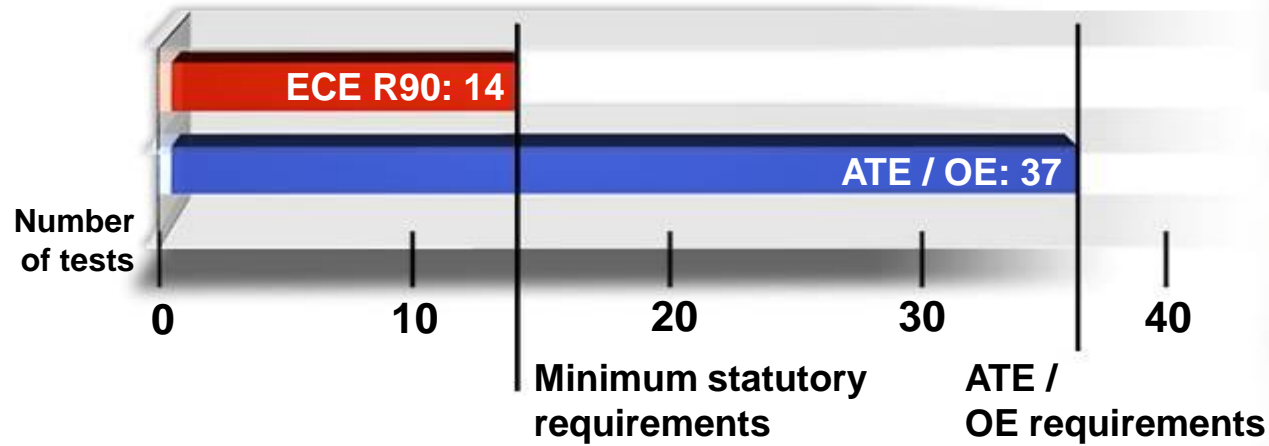 ECE R90: 14
ATE / OE: 37
Number
of tests
0
10
20
30
40
Minimum statutory
requirements
ATE /
OE requirements